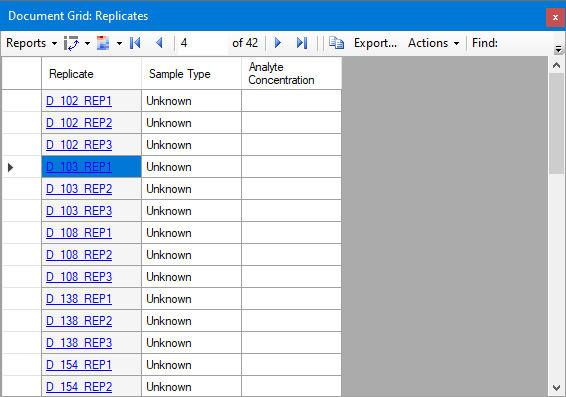 Document Grid: Replicates
Reports 4 of 42 Export... Actions Find:
Replicate Sample Type Analyte Concentration
D_102_REP1 Unknown
D_102_REP2 Unknown
D_102_REP3 Unknown
D_103_REP1 Unknown
D_103_REP2 Unknown
D_103_REP3 Unknown
D_108_REP1 Unknown
D_108_REP2 Unknown
D_108_REP3 Unknown
D_138_REP1 Unknown
D_138_REP2 Unknown
D_138_REP3 Unknown
D_154_REP1 Unknown
D_154_REP2 Unknown